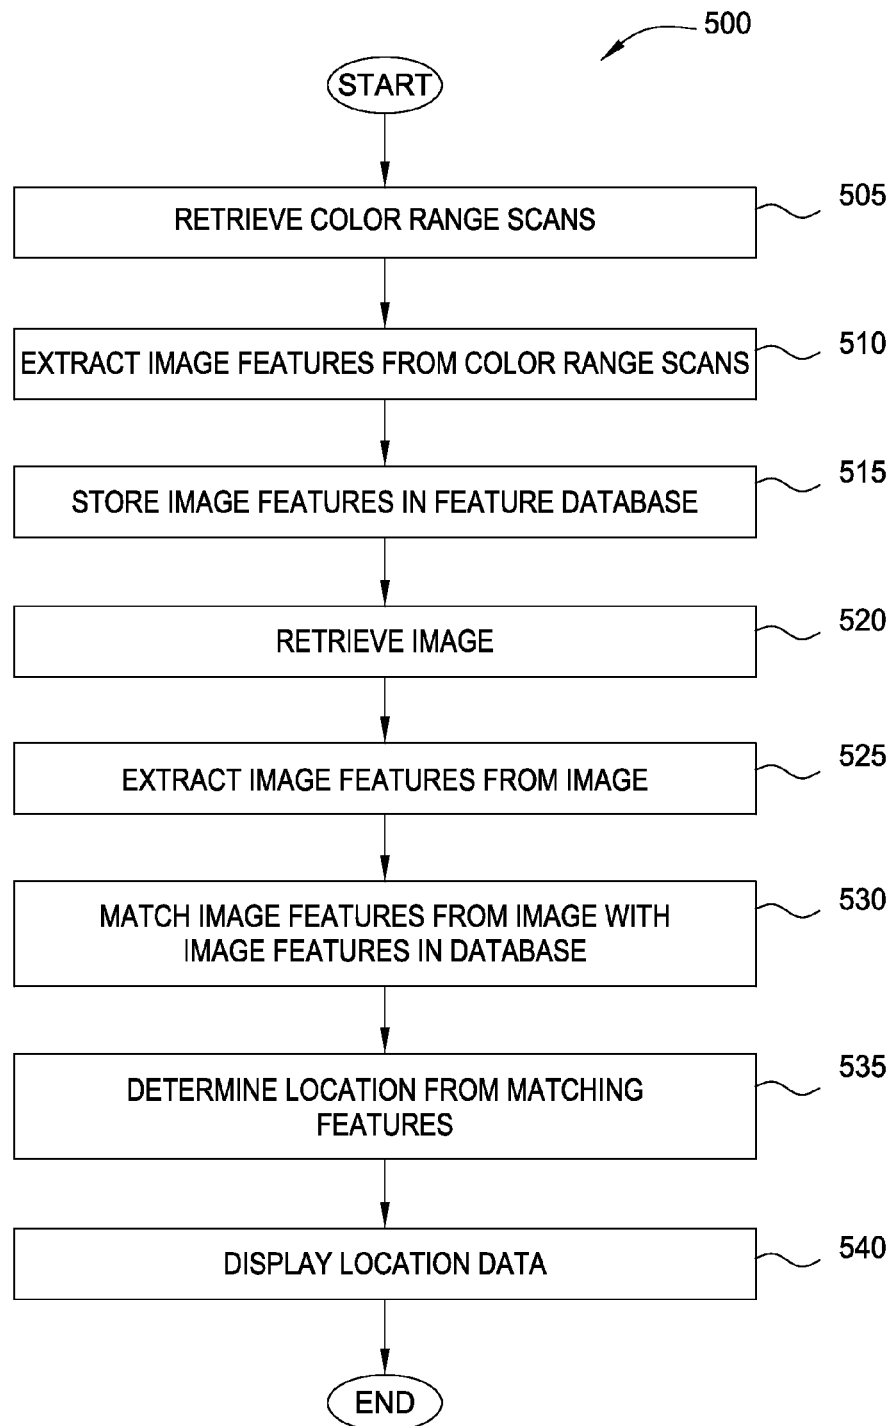 500
START
RETRIEVE COLOR RANGE SCANS
505
EXTRACT IMAGE FEATURES FROM COLOR RANGE SCANS
510
STORE IMAGE FEATURES IN FEATURE DATABASE
515
RETRIEVE IMAGE
520
EXTRACT IMAGE FEATURES FROM IMAGE
525
MATCH IMAGE FEATURES FROM IMAGE WITH
IMAGE FEATURES IN DATABASE
530
DETERMINE LOCATION FROM MATCHING
FEATURES
535
DISPLAY LOCATION DATA
540
END